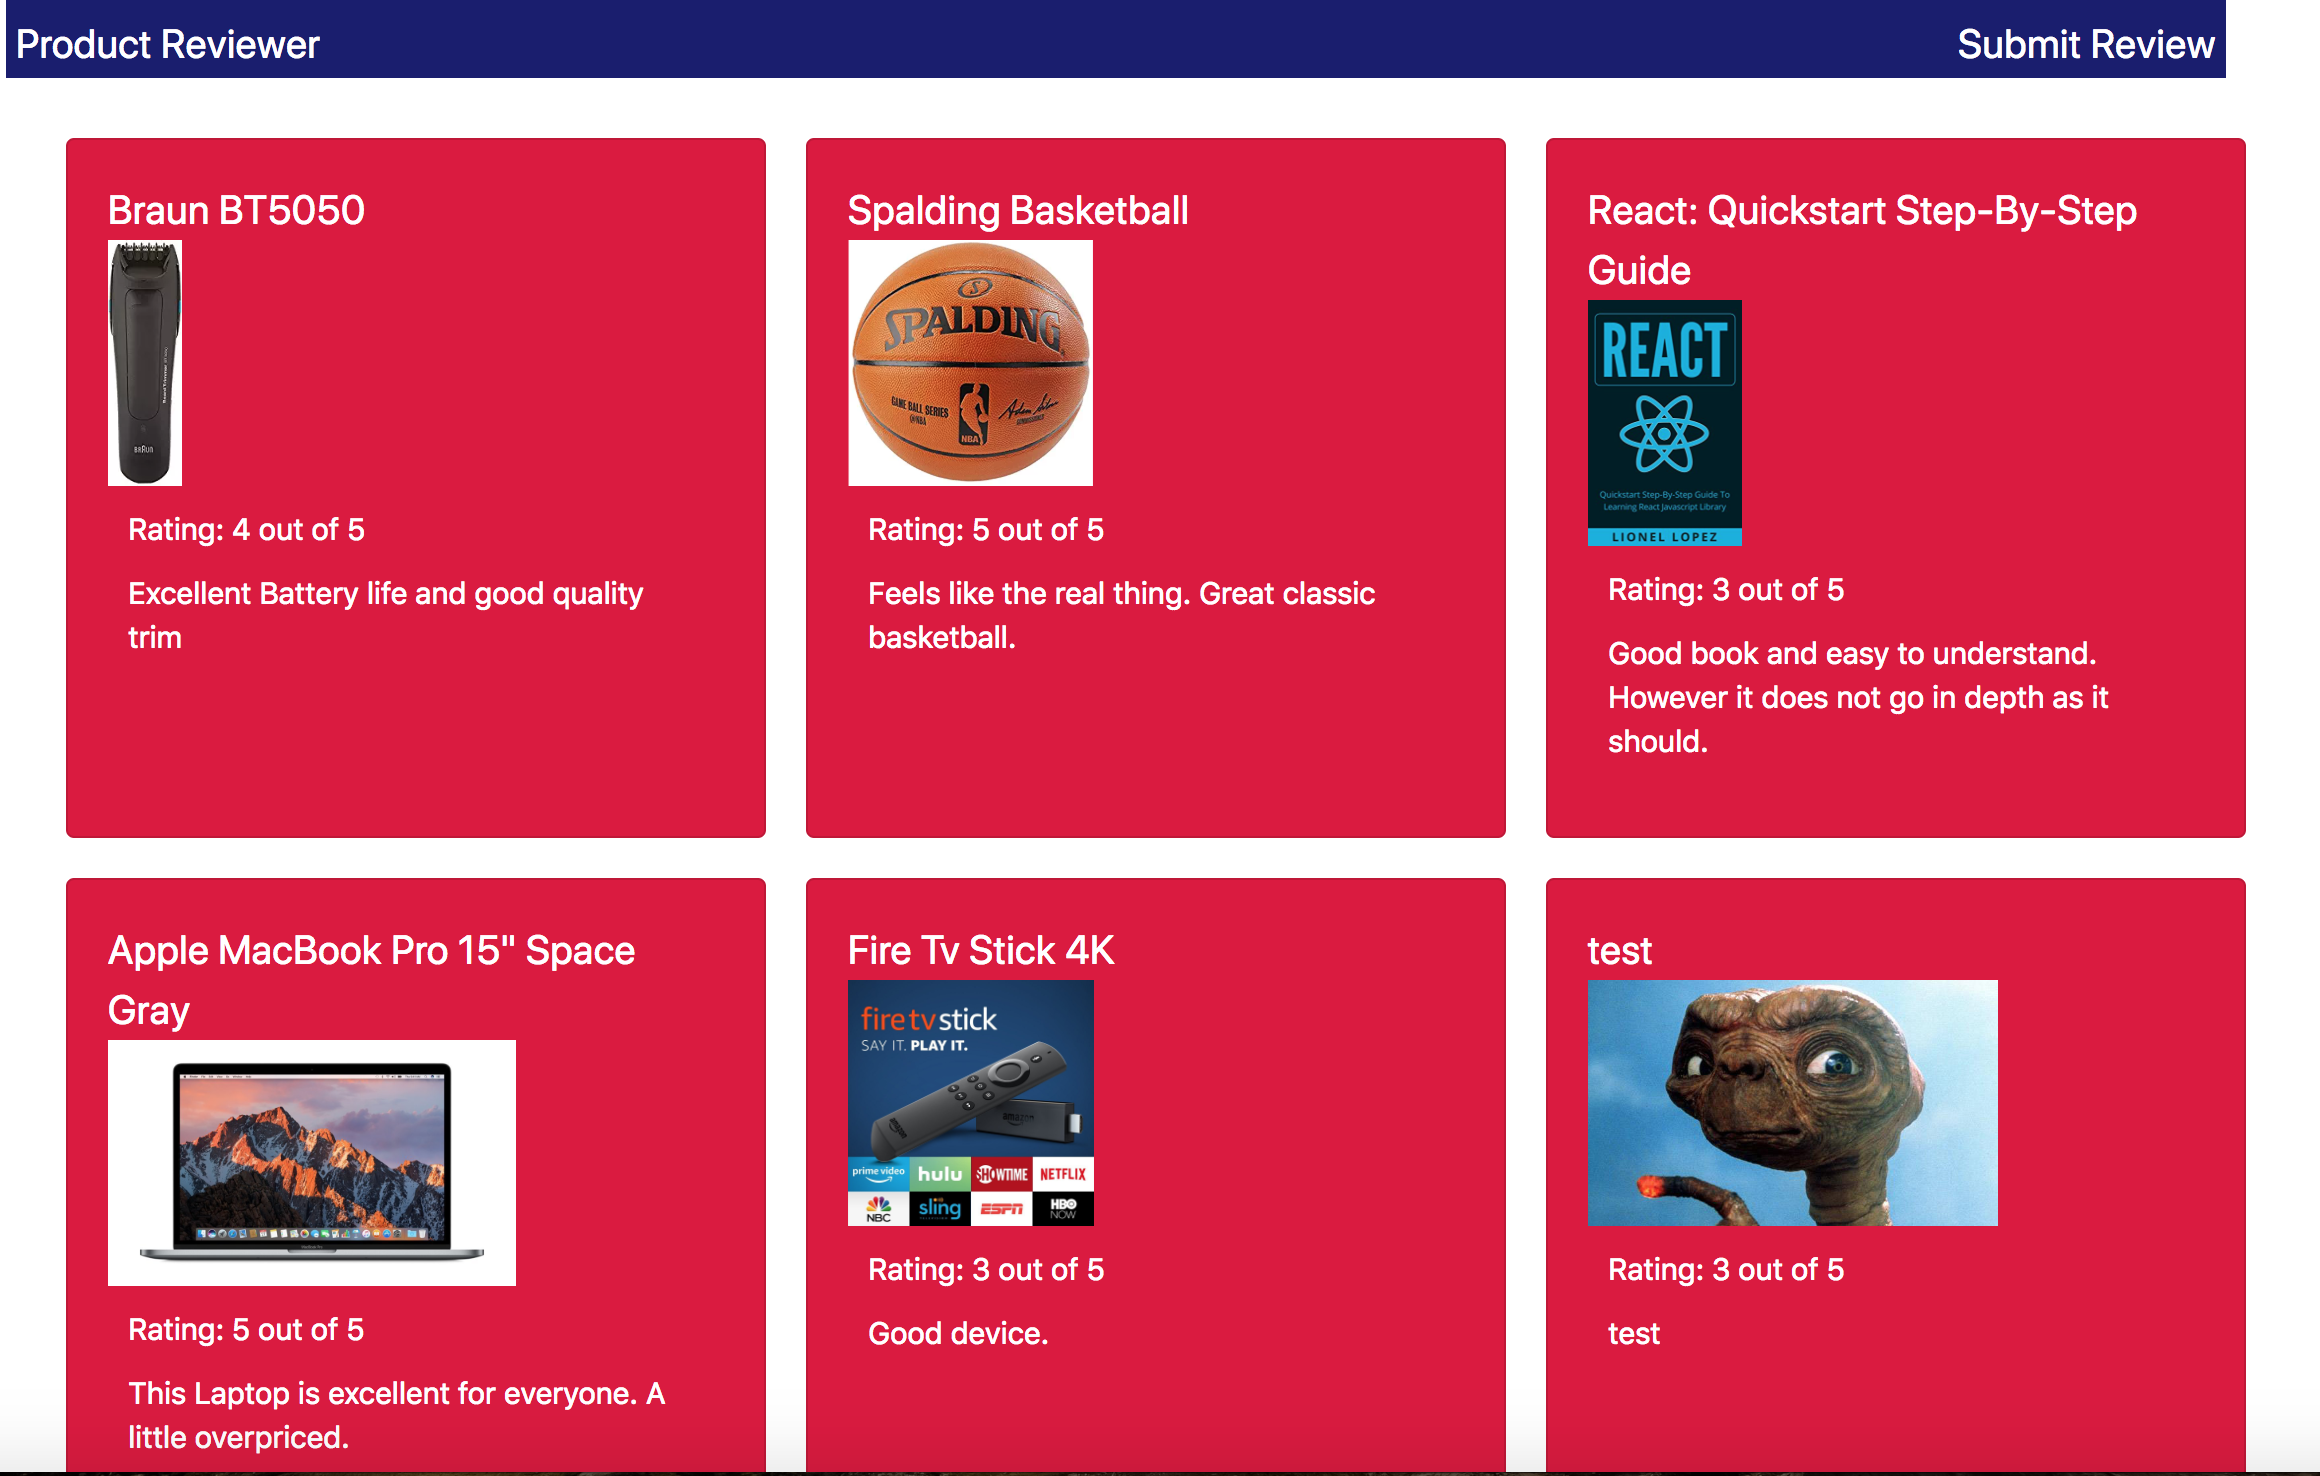 Product Reviewer
Submit Review
Braun BT5050
BRAUN
Rating: 4 out of 5
Excellent Battery life and good quality
trim
Spalding Basketball
SPALDING
GAME BALL SERIES
@NBA
NBA
Rating: 5 out of 5
Feels like the real thing. Great classic
basketball.
React: Quickstart Step-By-Step
Guide
REACT
Quickstart Step-By-Step Guide To
Learning React Javascript Library
LIONEL LOPEZ
Rating: 3 out of 5
Good book and easy to understand.
However it does not go in depth as it
should.
Apple MacBook Pro 15" Space
Gray
Rating: 5 out of 5
This Laptop is excellent for everyone. A
little overpriced.
Fire Tv Stick 4K
firetvstick
SAY IT. PLAY IT.
amazon
prime video hulu SHOWTIME NETFLIX
NBC sling ESPN HBO NOW
Rating: 3 out of 5
Good device.
test
Rating: 3 out of 5
test